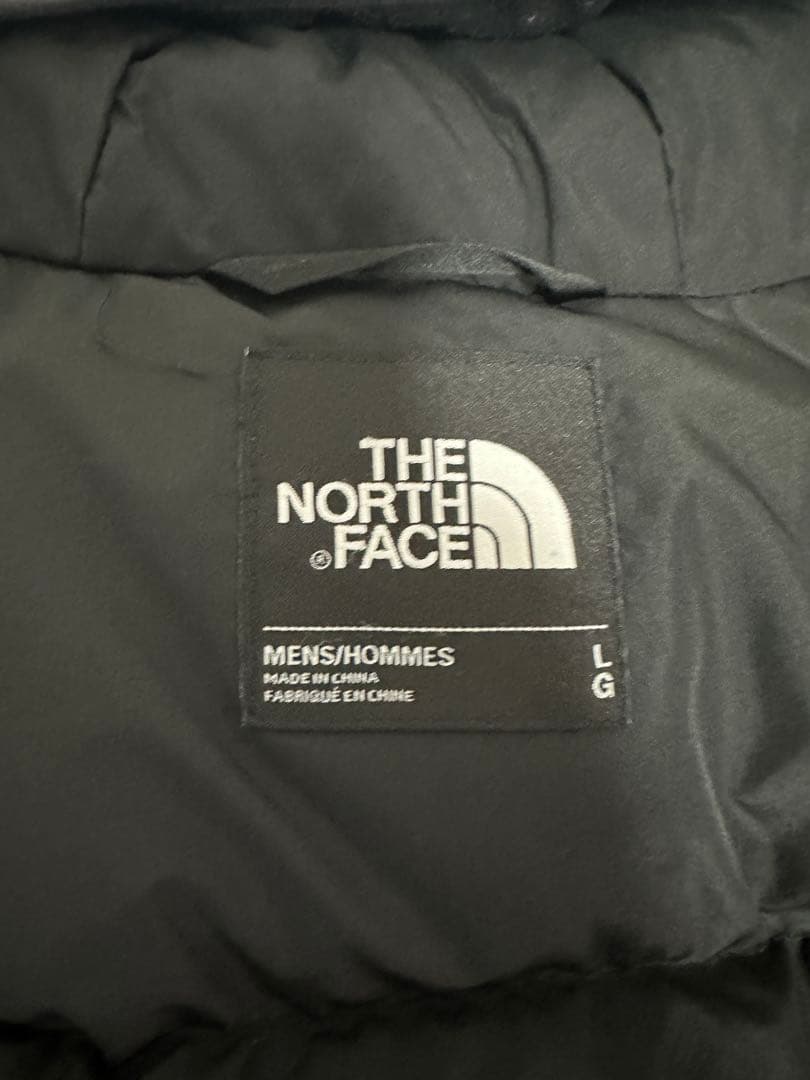 THE
NORTH
®FACE
MENS/HOMMES L
MADE IN CHINA G
FABRIQUÉ EN CHINE